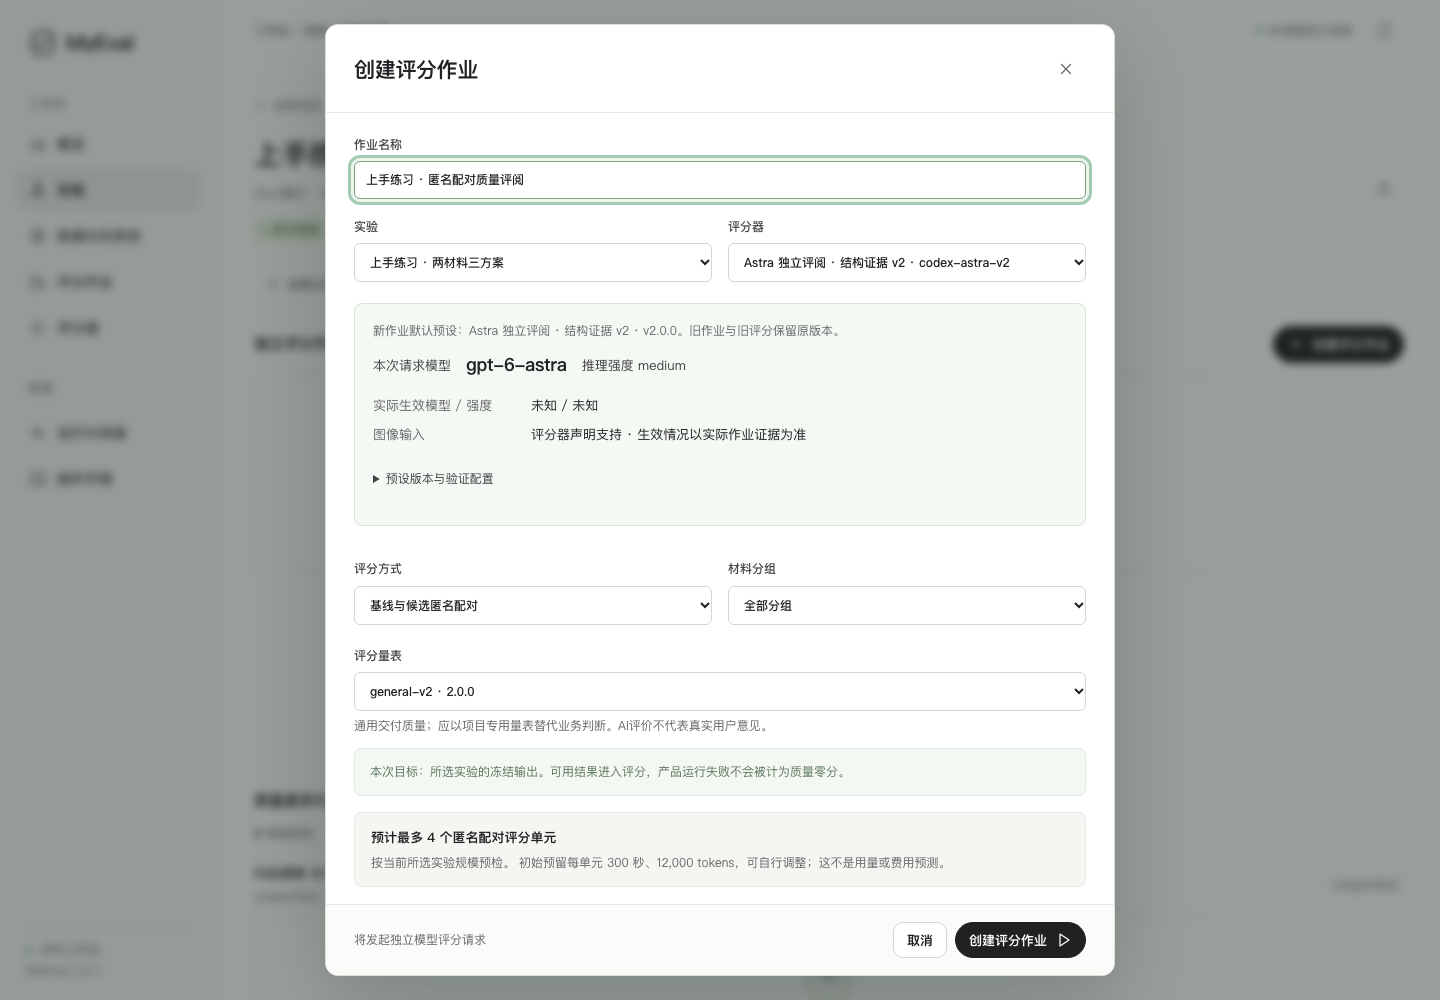 MyEval
创建评分作业
作业名称
上手练习 · 匿名配对质量评阅
实验
评分器
上手练习 · 两材料三方案
Astra 独立评阅 · 结构证据 v2 · codex-astra-v2
新作业默认预设：Astra 独立评阅 · 结构证据 v2 · v2.0.0。旧作业与旧评分保留原版本。
本次请求模型 gpt-6-astra 推理强度 medium
实际生效模型 / 强度 未知 / 未知
图像输入 评分器声明支持 · 生效情况以实际作业证据为准
▶ 预设版本与验证配置
评分方式
材料分组
基线与候选匿名配对
全部分组
评分量表
general-v2 · 2.0.0
通用交付质量；应以项目专用量表替代业务判断。AI评价不代表真实用户意见。
本次目标：所选实验的冻结输出。可用结果进入评分，产品运行失败不会被计为质量零分。
预计最多 4 个匿名配对评分单元
按当前所选实验规模预检。 初始预留每单元 300 秒、12,000 tokens，可自行调整；这不是用量或费用预测。
将发起独立模型评分请求
取消
创建评分作业